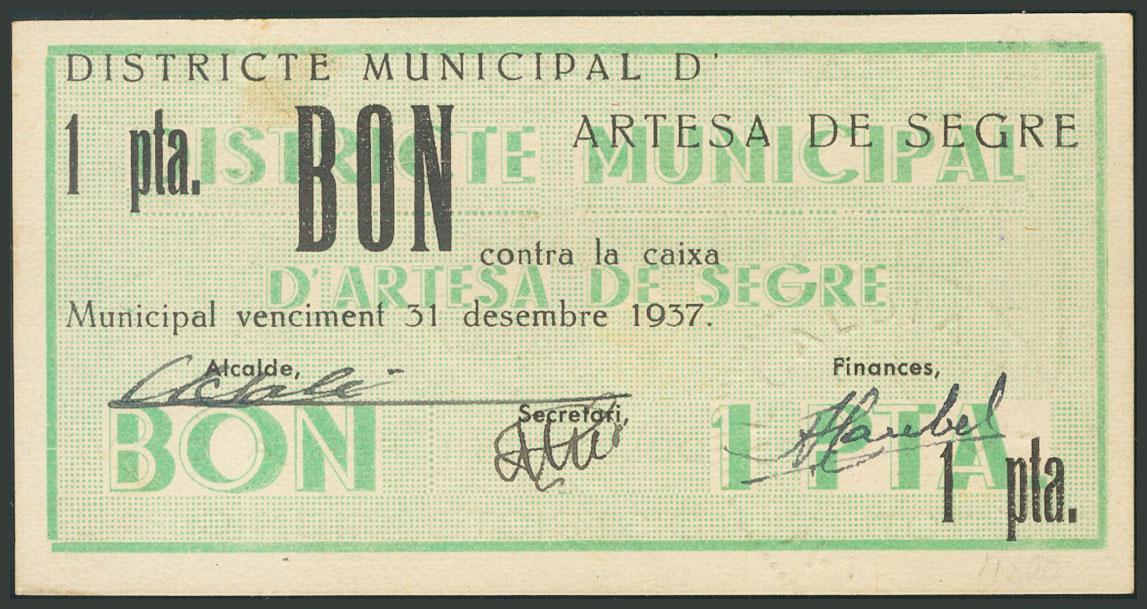 DISTRICTE MUNICIPAL D'
1 pta. BON ARTESA DE SEGRE
DISTRICTE MUNICIPAL
contra la caixa
D'ARTESA DE SEGRE
Municipal venciment 31 desembre 1937.
Alcalde, Finances,
Secretari,
BON 1 PTA
1 pta.